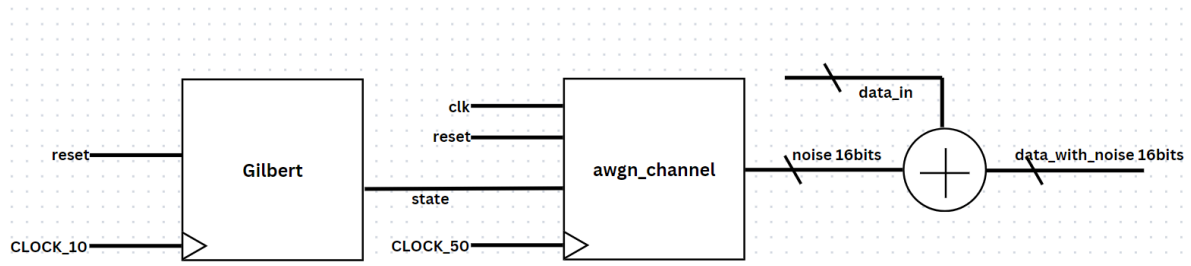 data_in
clk
reset
reset
Gilbert
awgn_channel
noise 16bits
data_with_noise 16bits
state
CLOCK_10
CLOCK_50